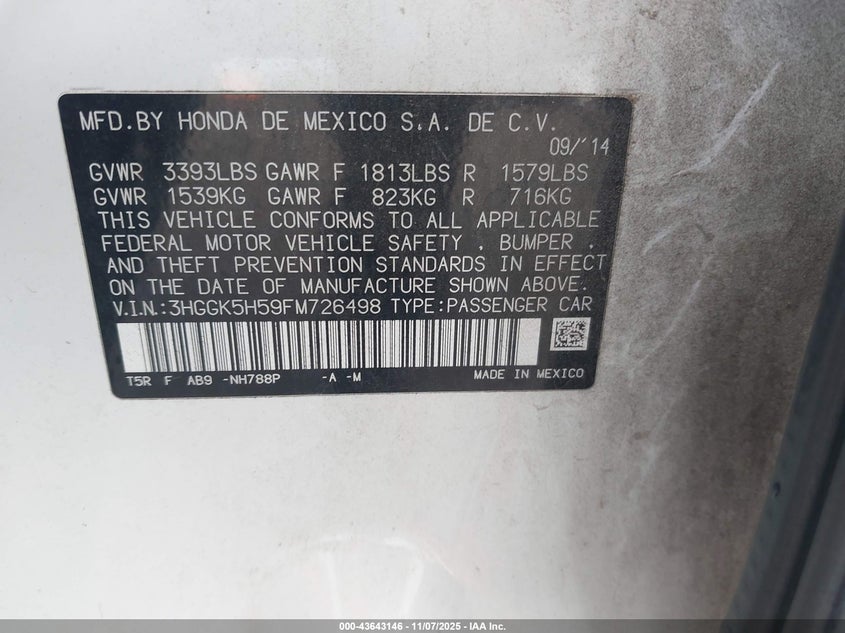 MFD.BY HONDA DE MEXICO S.A. DE C.V.
09/'14
GVWR 3393LBS GAWR F 1813LBS R 1579LBS
GVWR 1539KG GAWR F 823KG R 716KG
THIS VEHICLE CONFORMS TO ALL APPLICABLE
FEDERAL MOTOR VEHICLE SAFETY , BUMPER ,
AND THEFT PREVENTION STANDARDS IN EFFECT
ON THE DATE OF MANUFACTURE SHOWN ABOVE.
V.I.N.:3HGGK5H59FM726498 TYPE:PASSENGER CAR
T5R F AB9 -NH788P -A -M MADE IN MEXICO
000-43643146 - 11/07/2025 - IAA Inc.